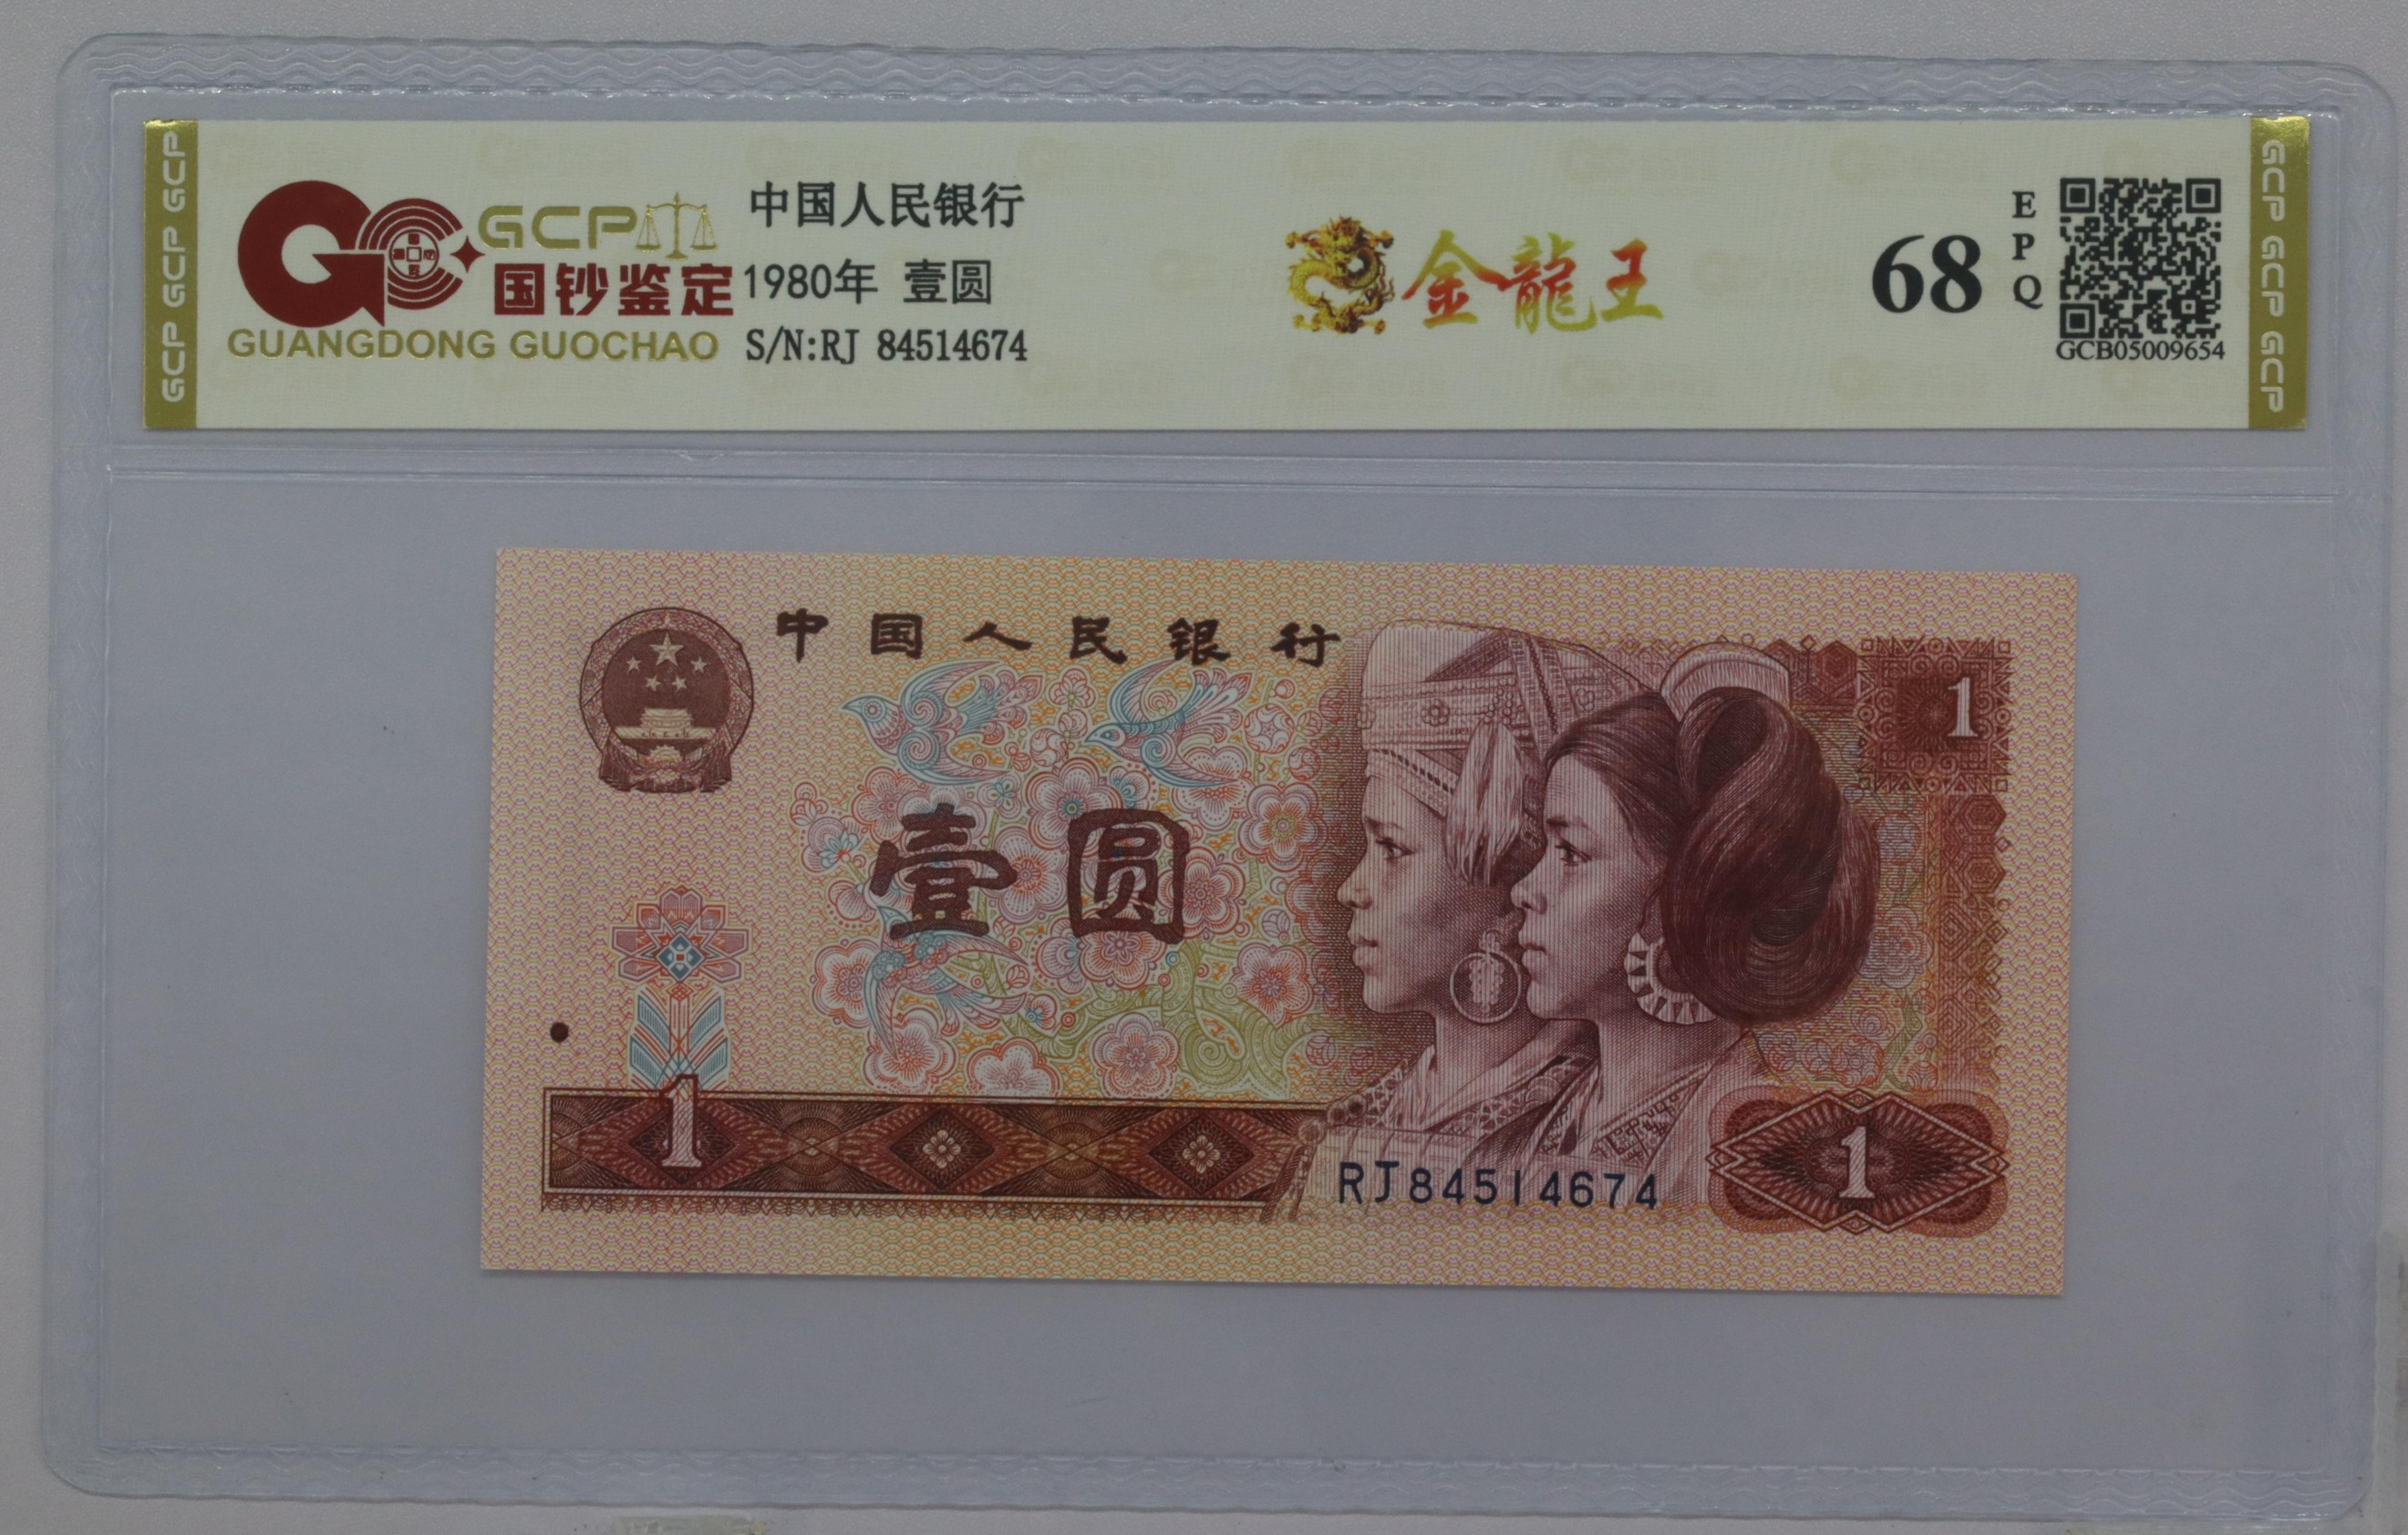 GCP GCP GCP
GCP
国钞鉴定
GUANGDONG GUOCHAO
中国人民银行
1980年 壹圆
S/N:RJ 84514674
金龍王
68
EPQ
GCB05009654
GCP GCP GCP
中国人民银行
1
壹圆
1
1
RJ84514674